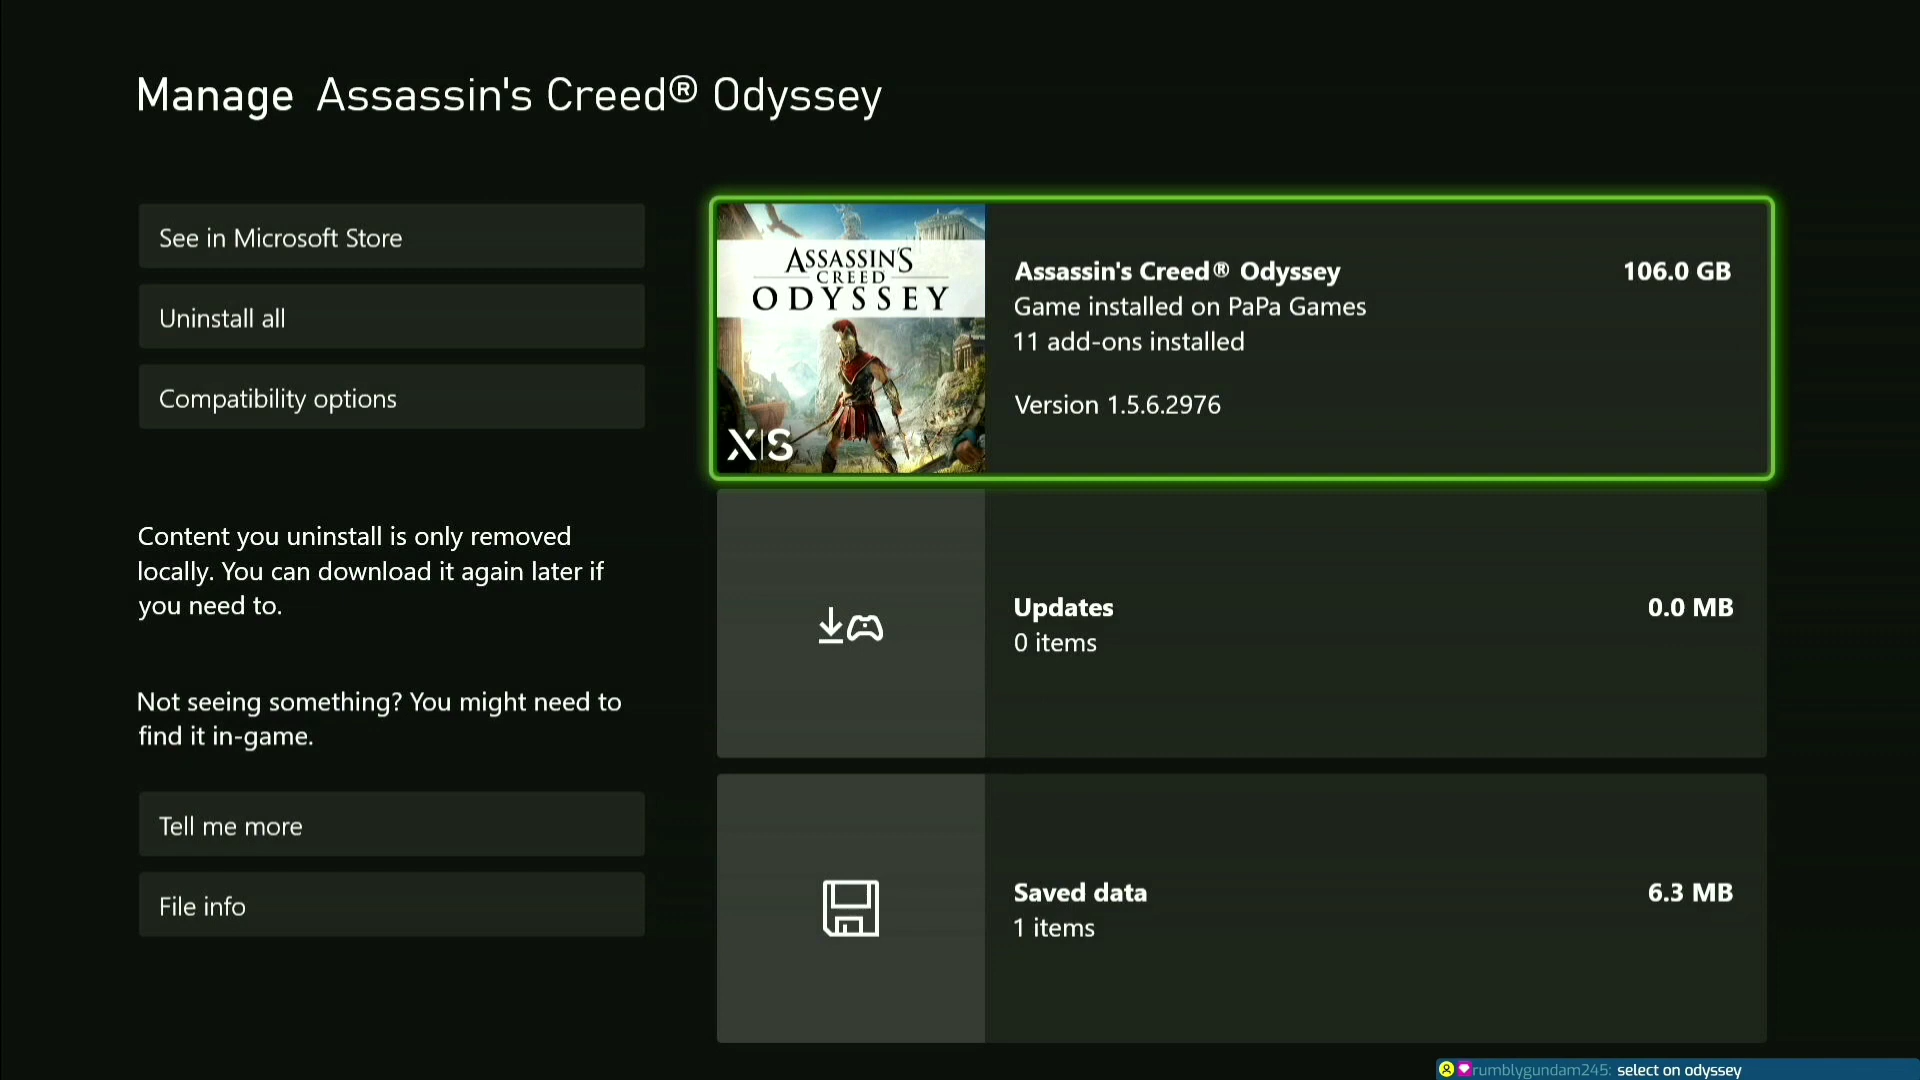 Manage Assassin's Creed® Odyssey
See in Microsoft Store
Uninstall all
Compatibility options
Content you uninstall is only removed
locally. You can download it again later if
you need to.
Not seeing something? You might need to
find it in-game.
Tell me more
File info
ASSASSIN'S
CREED
ODYSSEY
X|S
Assassin's Creed® Odyssey 106.0 GB
Game installed on PaPa Games
11 add-ons installed
Version 1.5.6.2976
Updates 0.0 MB
0 items
Saved data 6.3 MB
1 items
rumblygundam245: select on odyssey